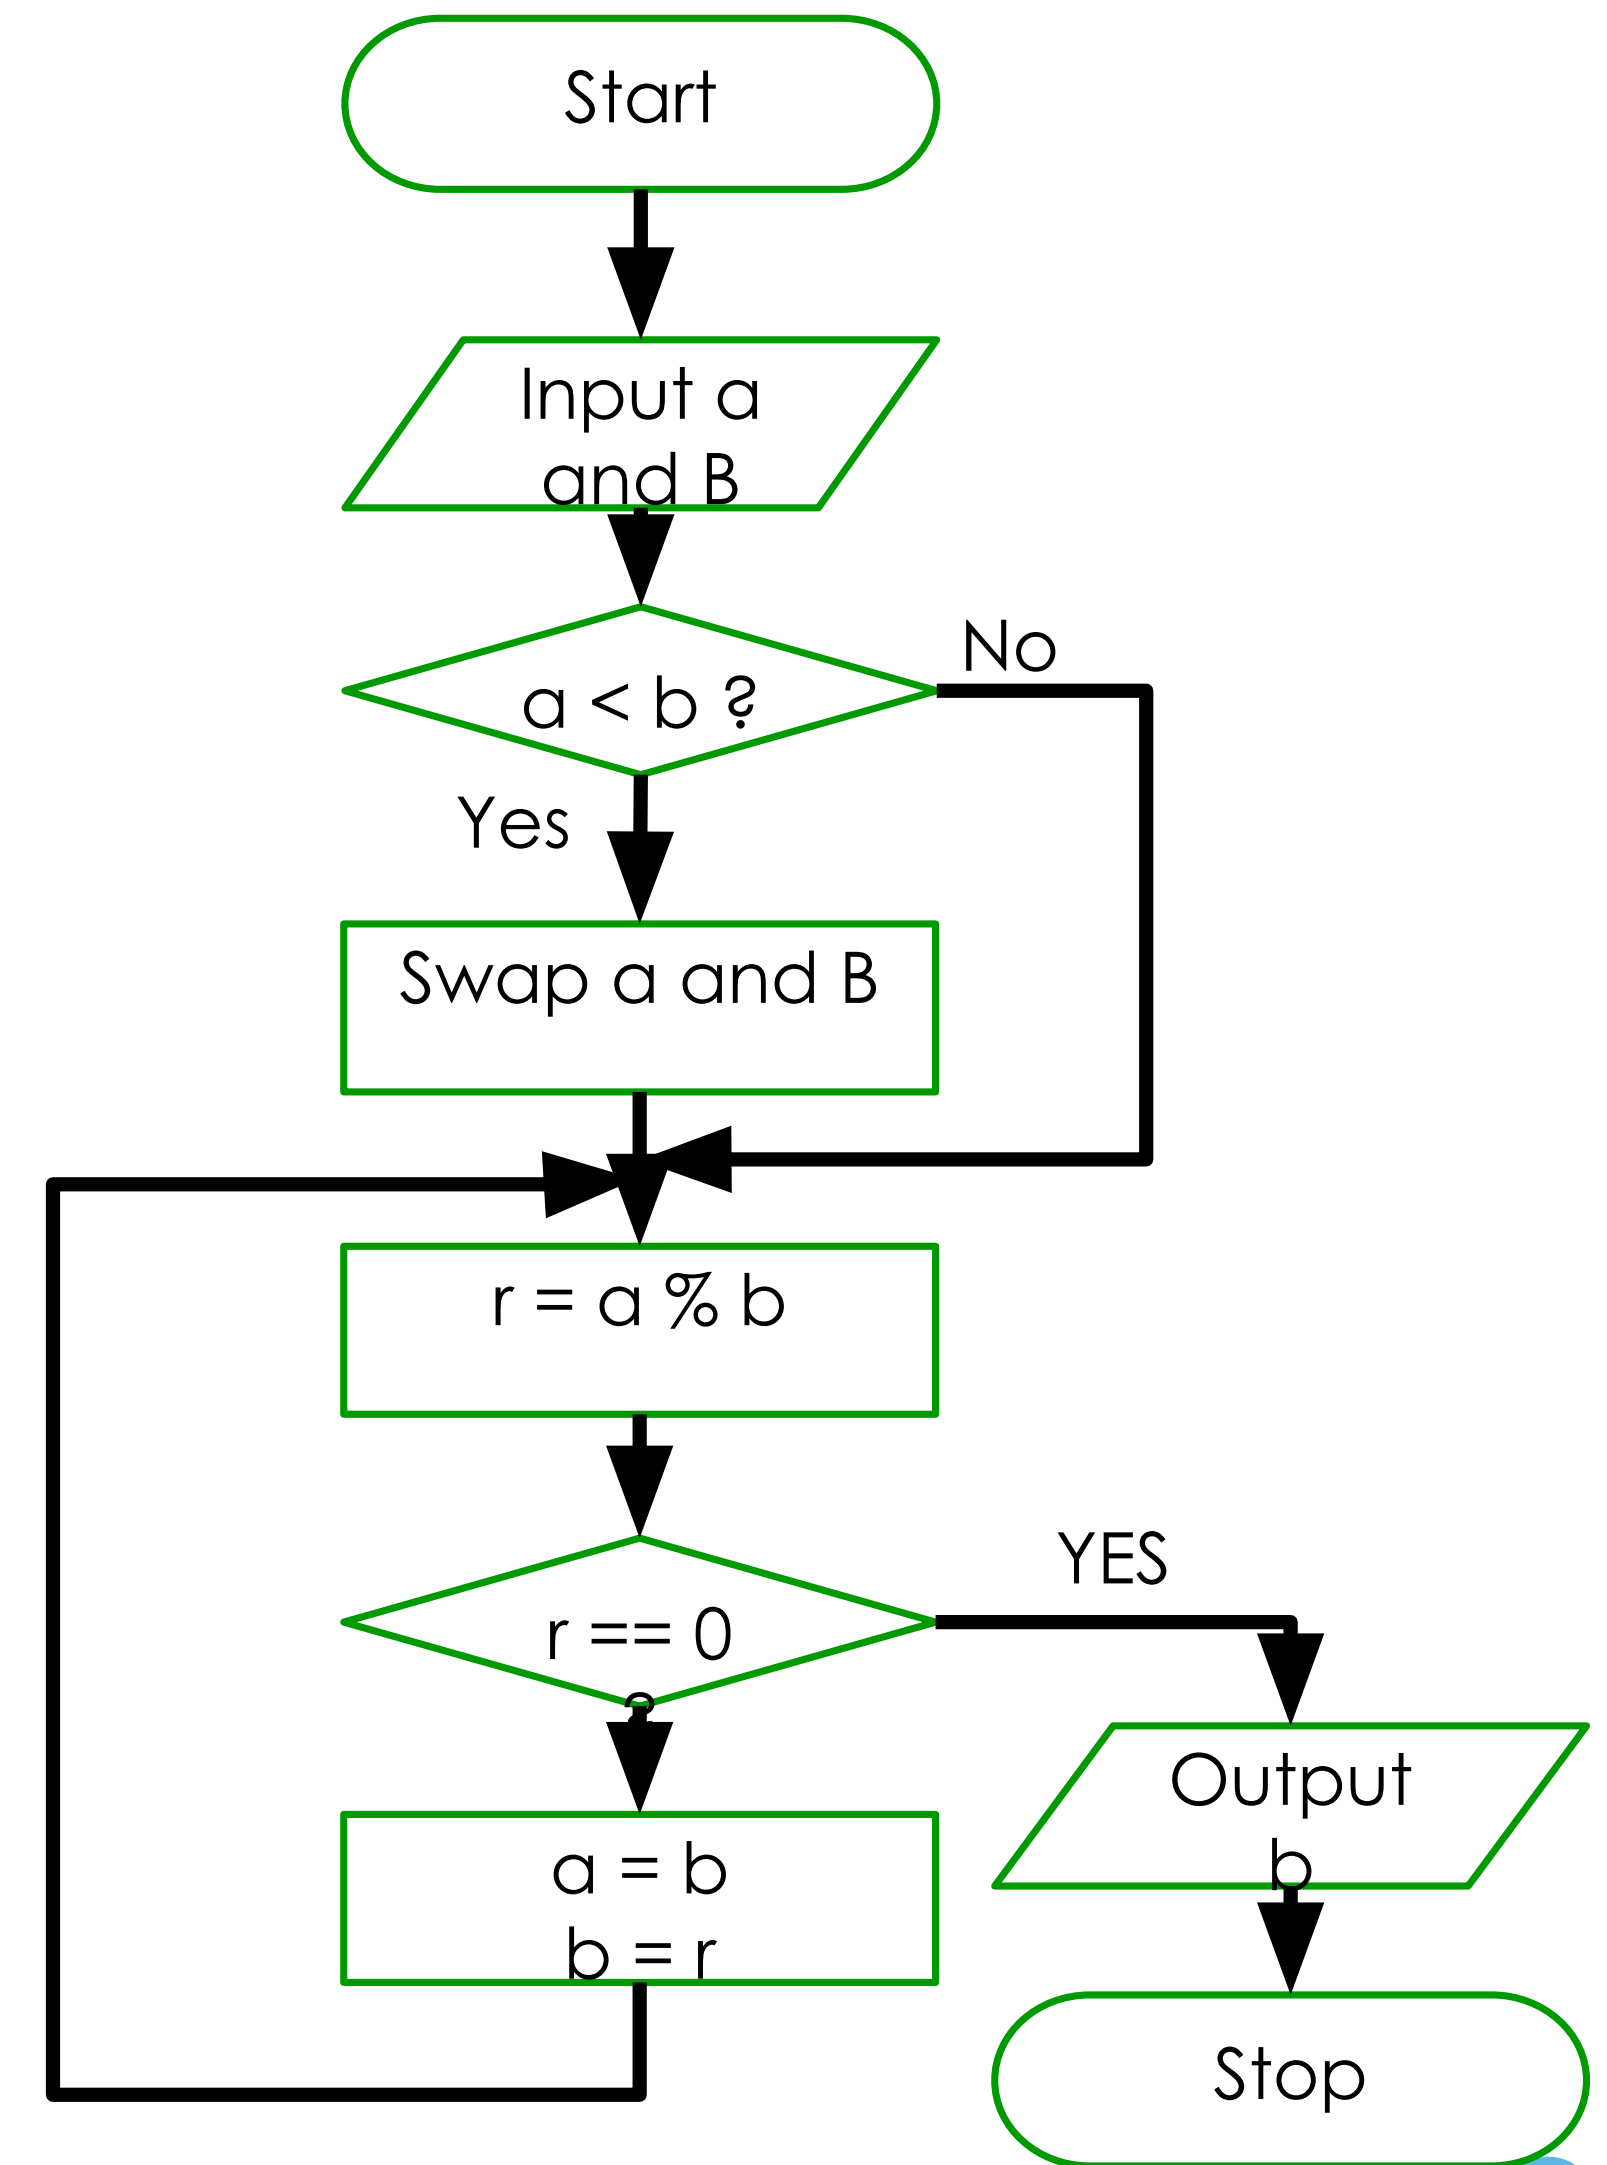 Start
Input a
and B
a < b ?
No
Yes
Swap a and B
r = a % b
r == 0
?
YES
a = b
b = r
Output
b
Stop